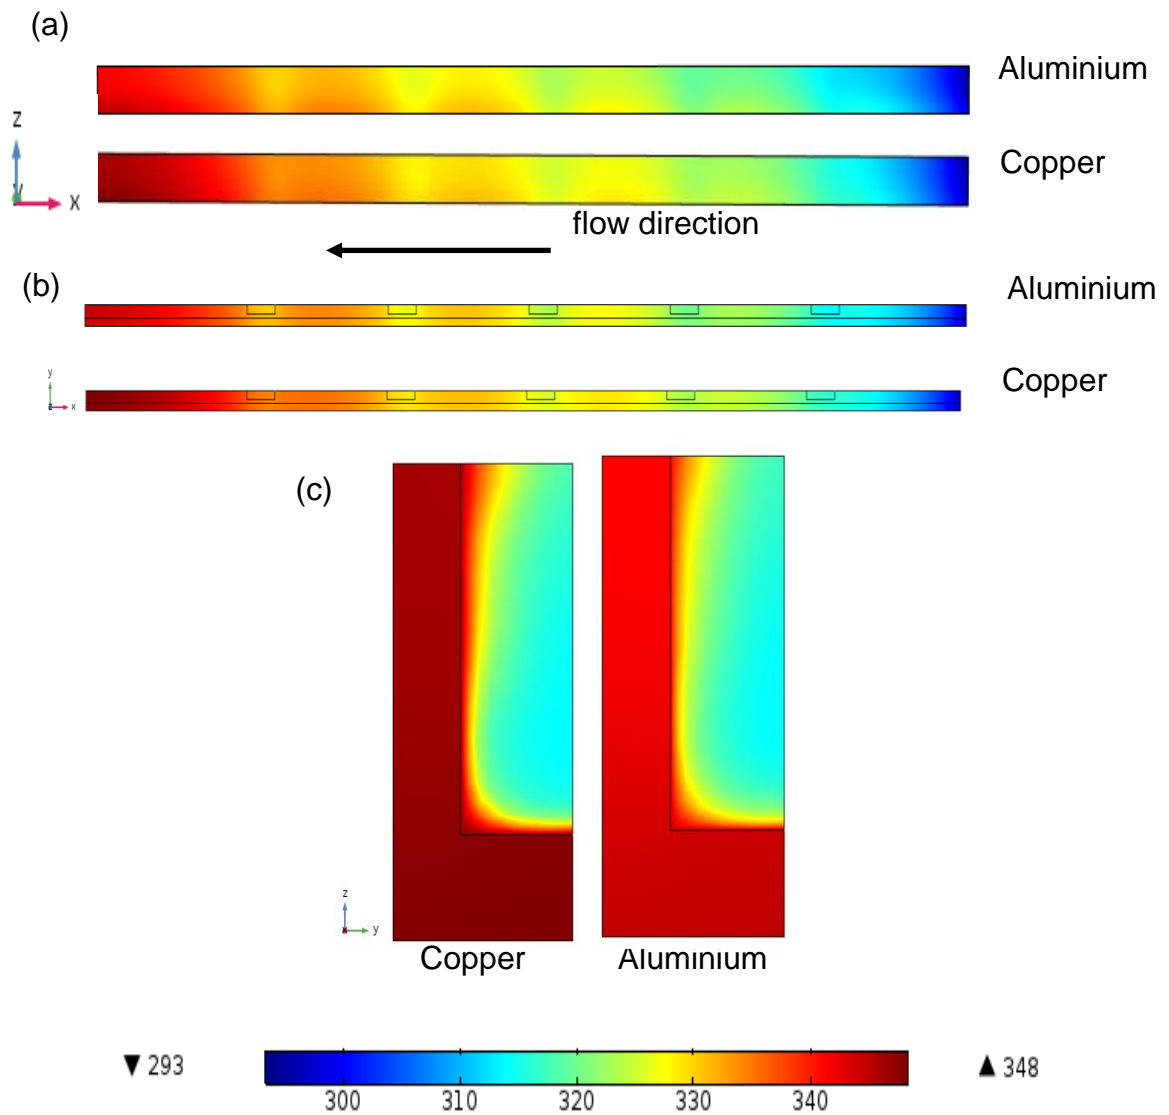 (a)
Aluminium
z
Copper
y
x
flow direction
(b)
Aluminium
Copper
y
z
x
(c)
z
y
Copper
Aluminium
▼ 293
▲ 348
300 310 320 330 340